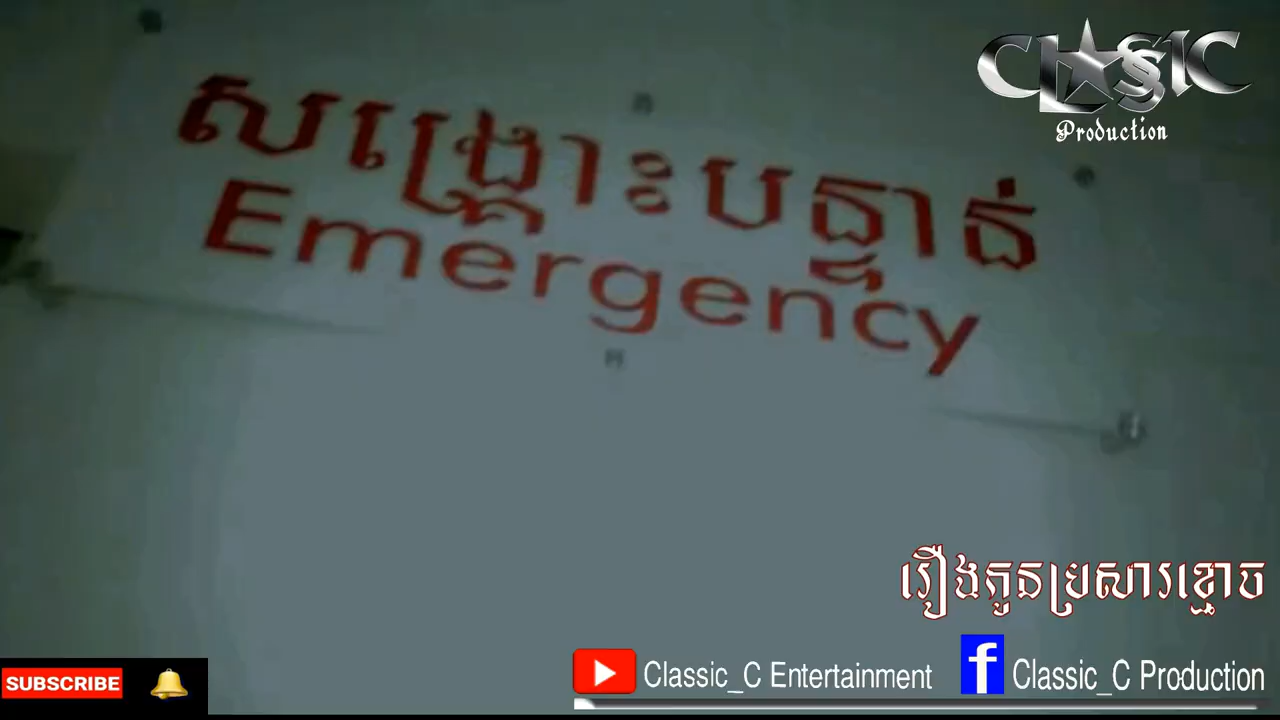 CLASSIC
Production
សង្គ្រោះបន្ទាន់
Emergency
រឿងកូនប្រសារខ្មោច
SUBSCRIBE
Classic_C Entertainment
f Classic_C Production